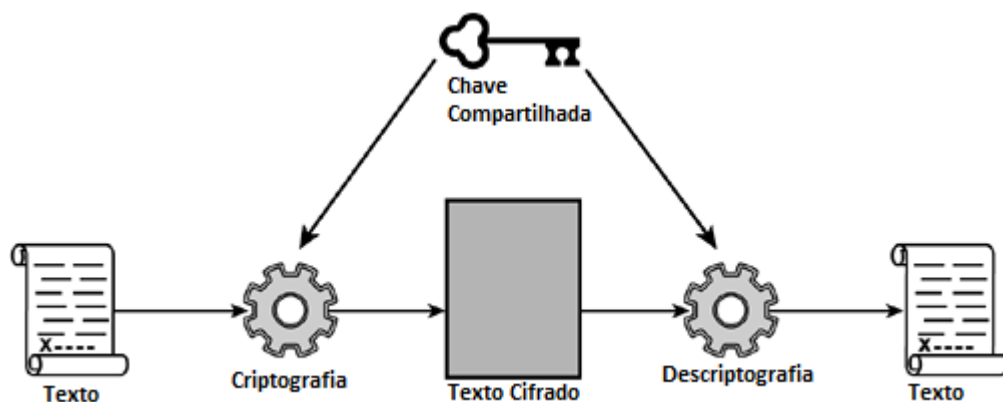 Chave
Compartilhada
X----
X----
Texto
Criptografia
Texto Cifrado
Descriptografia
Texto